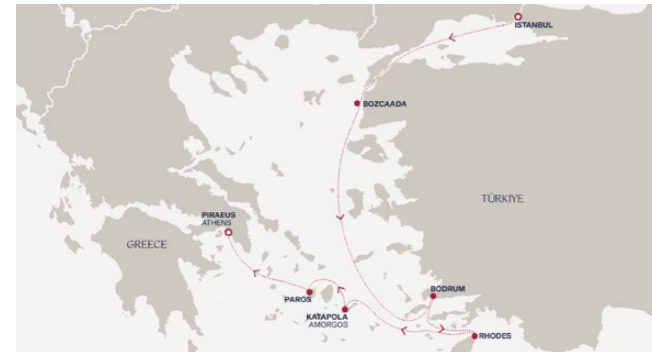 ISTANBUL
BOZCAADA
TÜRKIYE
PIRAEUS
ATHENS
GREECE
BODRUM
PAROS
KATAPOLA
AMORGOS
RHODES